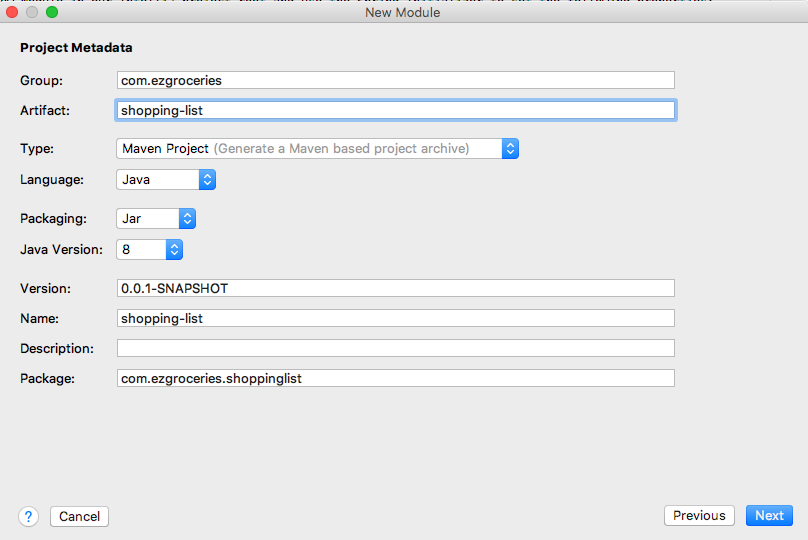 New Module
Project Metadata
Group: com.ezgroceries
Artifact: shopping-list
Type: Maven Project (Generate a Maven based project archive)
Language: Java
Packaging: Jar
Java Version: 8
Version: 0.0.1-SNAPSHOT
Name: shopping-list
Description:
Package: com.ezgroceries.shoppinglist
? Cancel Previous Next